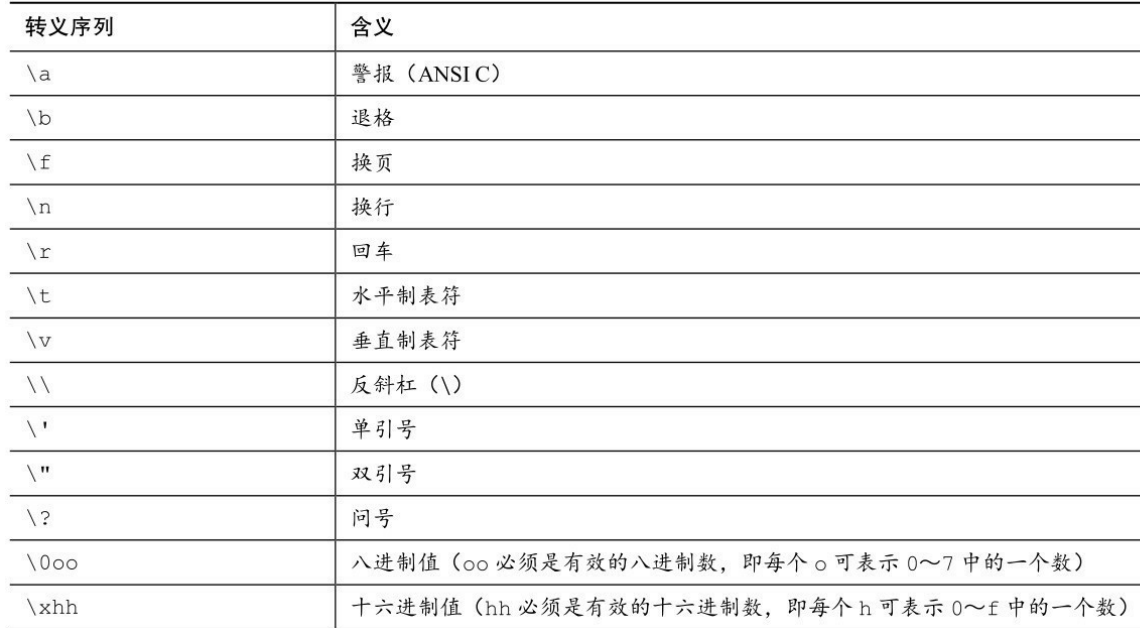 转义序列 含义
\a 警报（ANSI C）
\b 退格
\f 换页
\n 换行
\r 回车
\t 水平制表符
\v 垂直制表符
\\ 反斜杠（\）
\' 单引号
\" 双引号
\? 问号
\0oo 八进制值（oo 必须是有效的八进制数，即每个 o 可表示 0～7 中的一个数）
\xhh 十六进制值（hh 必须是有效的十六进制数，即每个 h 可表示 0～f 中的一个数）